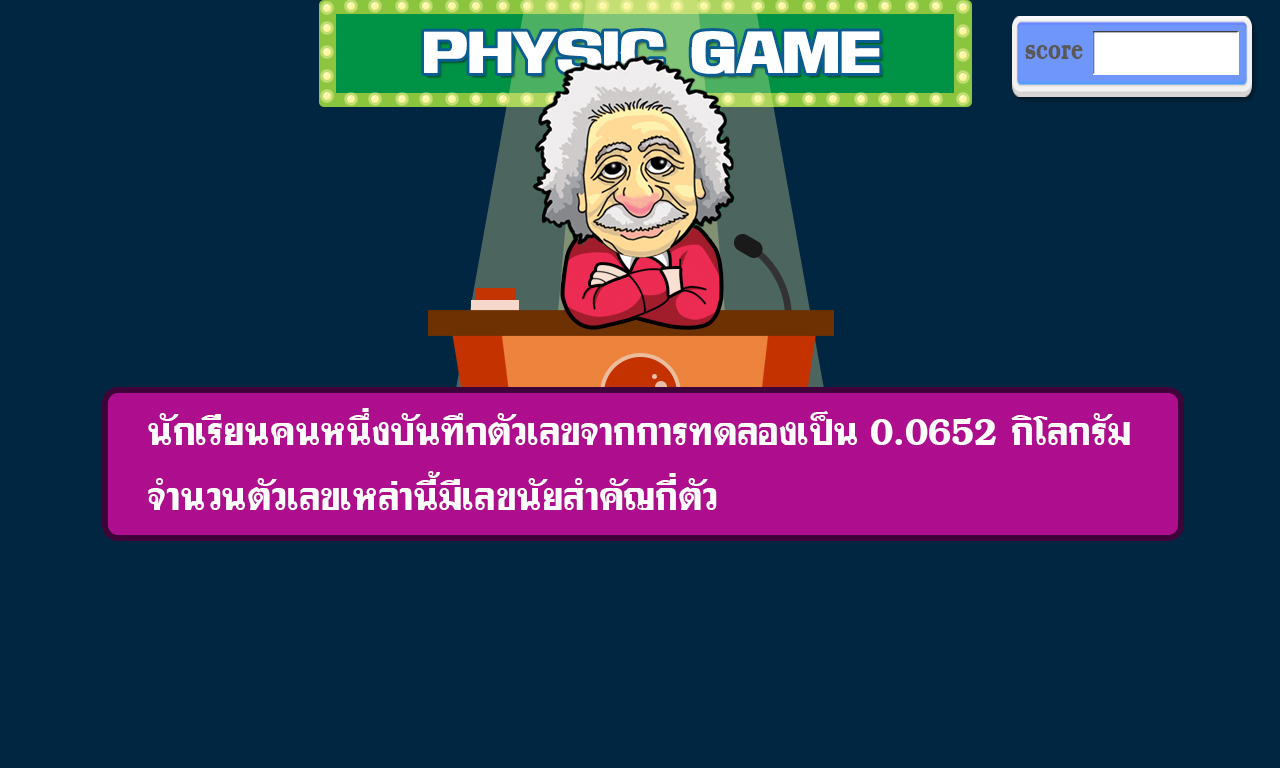 PHYSIC GAME
score
นักเรียนคนหนึ่งบันทึกตัวเลขจากการทดลองเป็น 0.0652 กิโลกรัม
จำนวนตัวเลขเหล่านี้มีเลขนัยสำคัญกี่ตัว